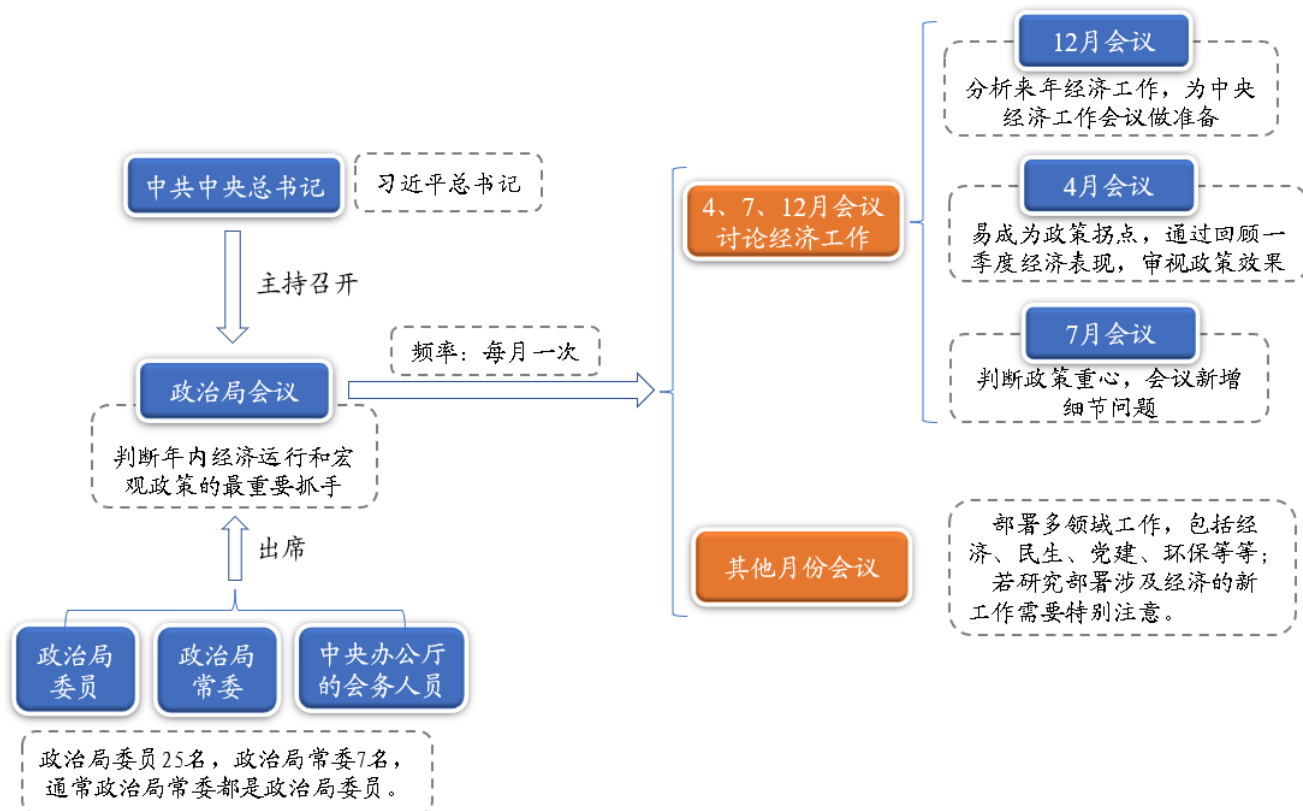 中共中央总书记
习近平总书记
主持召开
政治局会议
判断年内经济运行和宏
观政策的最重要抓手
出席
政治局
委员
政治局
常委
中央办公厅
的会务人员
政治局委员25名，政治局常委7名，
通常政治局常委都是政治局委员。
频率：每月一次
4、7、12月会议
讨论经济工作
12月会议
分析来年经济工作，为中央
经济工作会议做准备
4月会议
易成为政策拐点，通过回顾一
季度经济表现，审视政策效果
7月会议
判断政策重心，会议新增
细节问题
其他月份会议
部署多领域工作，包括经
济、民生、党建、环保等等；
若研究部署涉及经济的新
工作需要特别注意。